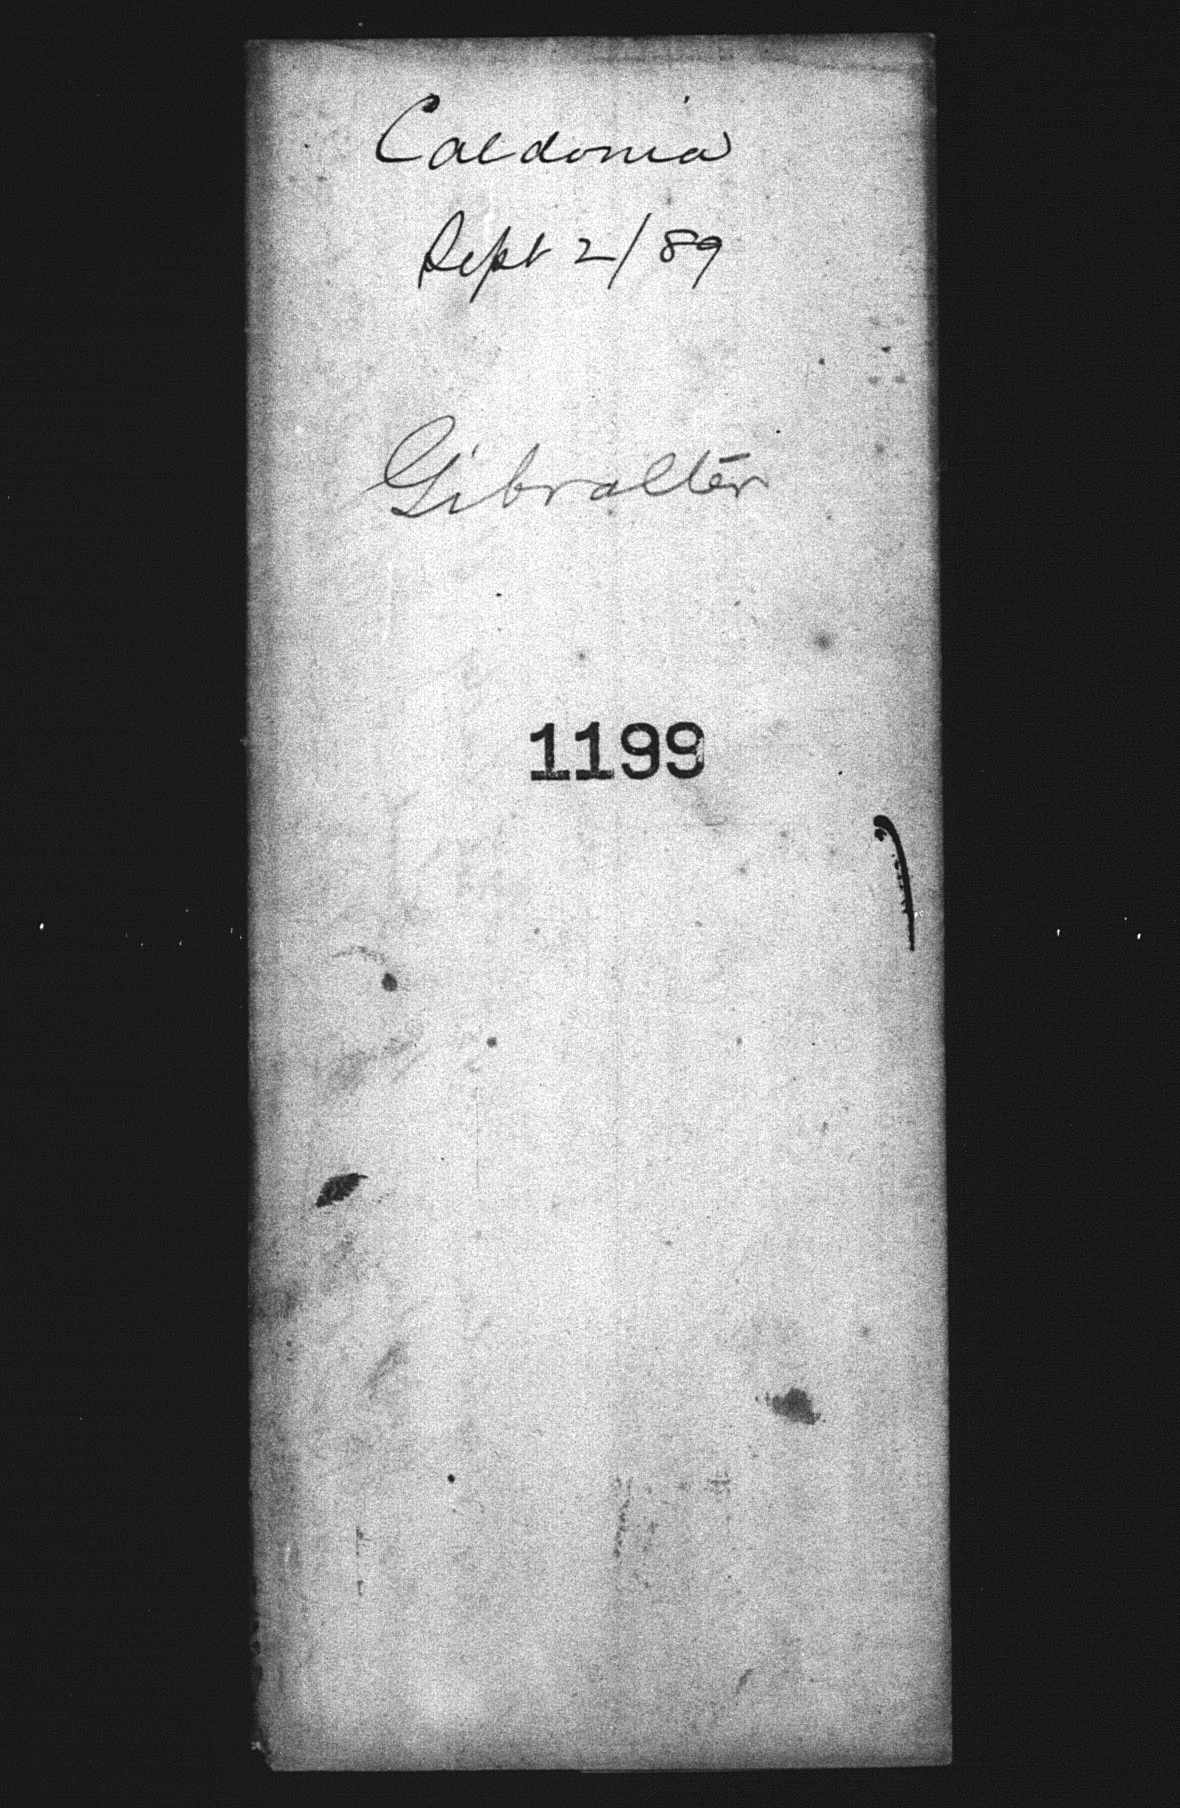 Caldonia
Sept 2/89
Gibralter
1199